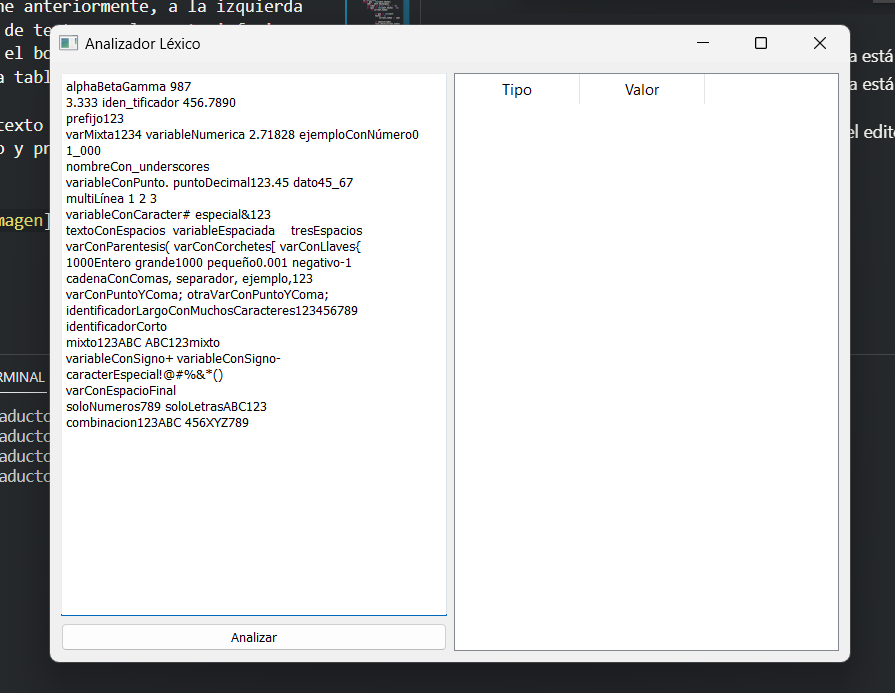 ne anteriormente, a la izquierda
el bo
a tabl
texto
o y pr
magen]
RMINAL
aducto
aducto
aducto
aducto
Analizador Léxico
alphaBetaGamma 987
3.333 iden_tificador 456.7890
prefijo123
varMixta1234 variableNumerica 2.71828 ejemploConNúmero0
1_000
nombreCon_underscores
variableConPunto. puntoDecimal123.45 dato45_67
multiLínea 1 2 3
variableConCaracter# especial&123
textoConEspacios  variableEspaciada    tresEspacios
varConParentesis( varConCorchetes[ varConLlaves{
1000Entero grande1000 pequeño0.001 negativo-1
cadenaConComas, separador, ejemplo,123
varConPuntoYComa; otraVarConPuntoYComa;
identificadorLargoConMuchosCaracteres123456789
identificadorCorto
mixto123ABC ABC123mixto
variableConSigno+ variableConSigno-
caracterEspecial!@#%&*()
varConEspacioFinal
soloNumeros789 soloLetrasABC123
combinacion123ABC 456XYZ789
Analizar
Tipo Valor
a está
a está
el edito